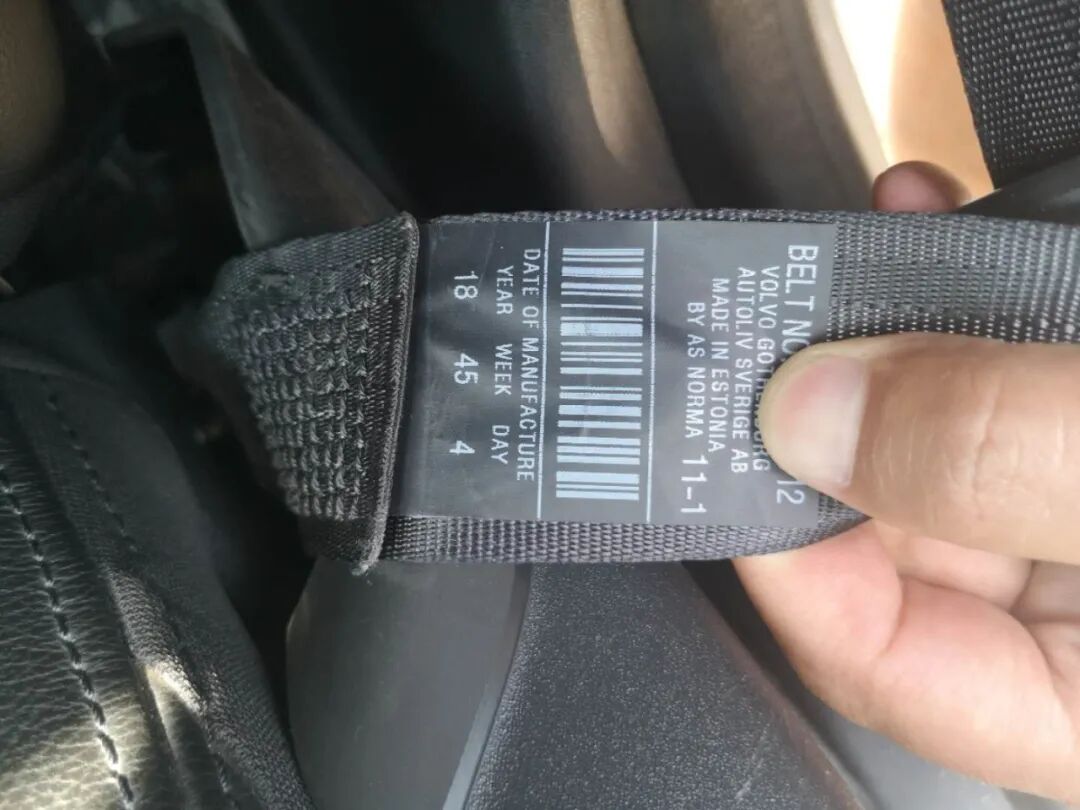 BELT NO 12
VOLVO GOTHENBURG
AUTOLIV SVERIGE AB
MADE IN ESTONIA
BY AS NORMA 11-1
DATE OF MANUFACTURE
YEAR WEEK DAY
18 45 4